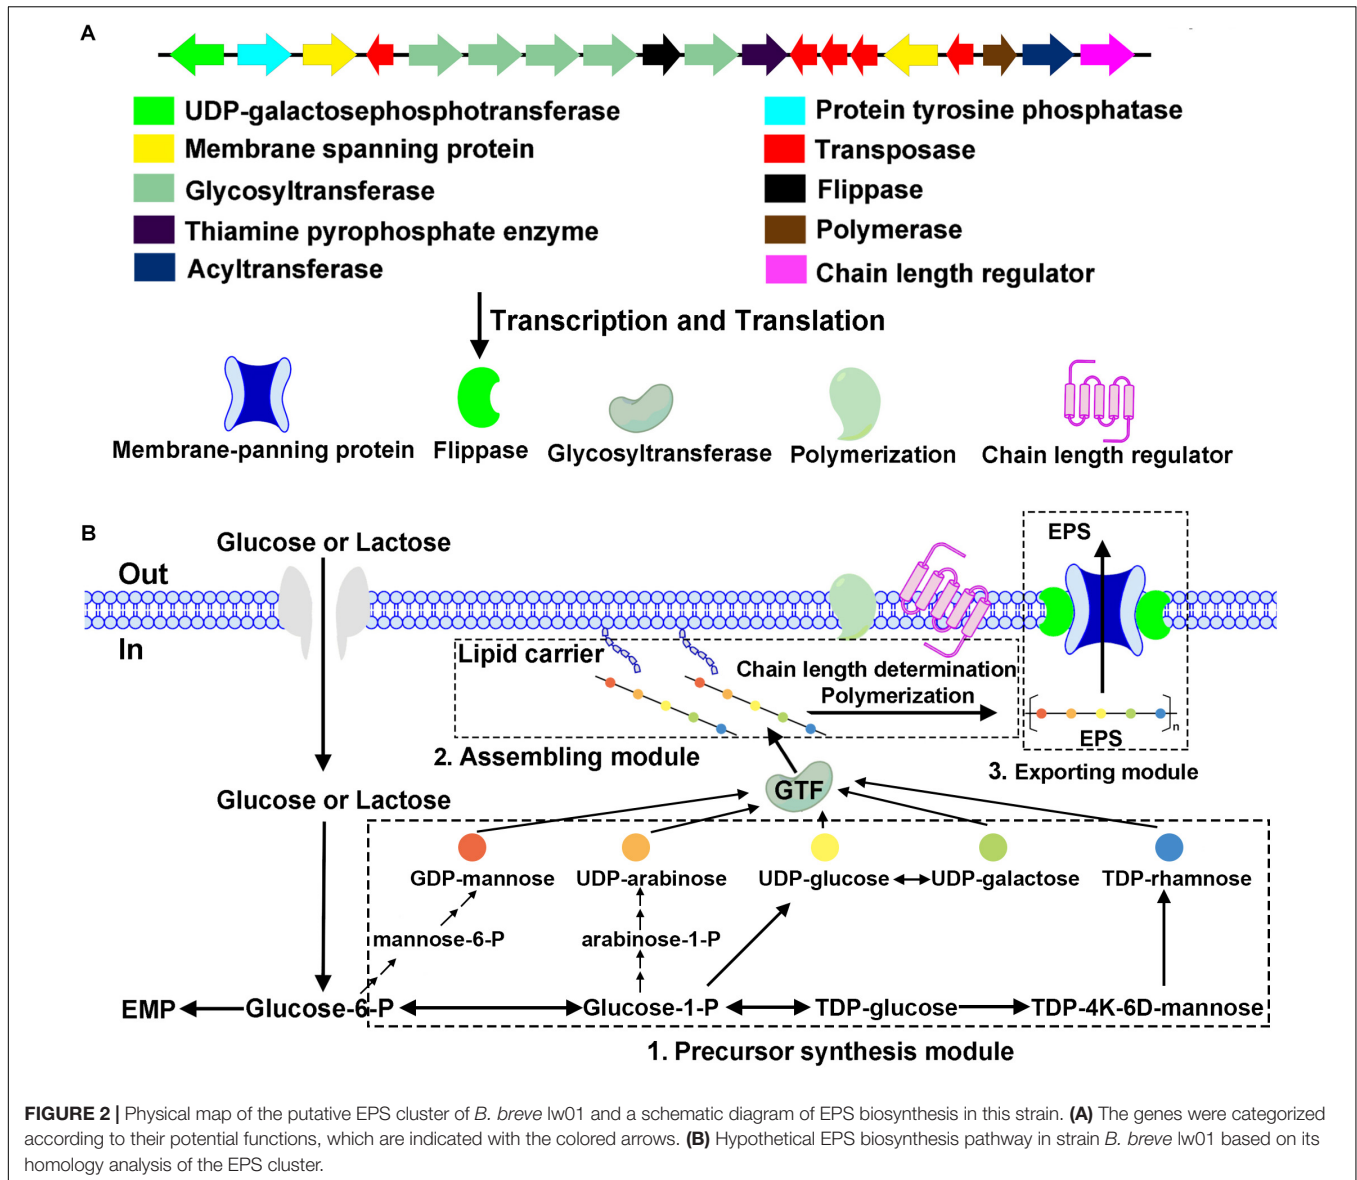 A
UDP-galactosephosphotransferase
Membrane spanning protein
Glycosyltransferase
Thiamine pyrophosphate enzyme
Acyltransferase
Protein tyrosine phosphatase
Transposase
Flippase
Polymerase
Chain length regulator
Transcription and Translation
Membrane-panning protein
Flippase
Glycosyltransferase
Polymerization
Chain length regulator
B
Glucose or Lactose
Out
In
EPS
Lipid carrier
Chain length determination
Polymerization
n
EPS
2. Assembling module
3. Exporting module
GTF
Glucose or Lactose
GDP-mannose
UDP-arabinose
UDP-glucose
UDP-galactose
TDP-rhamnose
mannose-6-P
arabinose-1-P
EMP
Glucose-6-P
Glucose-1-P
TDP-glucose
TDP-4K-6D-mannose
1. Precursor synthesis module
FIGURE 2 | Physical map of the putative EPS cluster of B. breve lw01 and a schematic diagram of EPS biosynthesis in this strain. (A) The genes were categorized
according to their potential functions, which are indicated with the colored arrows. (B) Hypothetical EPS biosynthesis pathway in strain B. breve lw01 based on its
homology analysis of the EPS cluster.